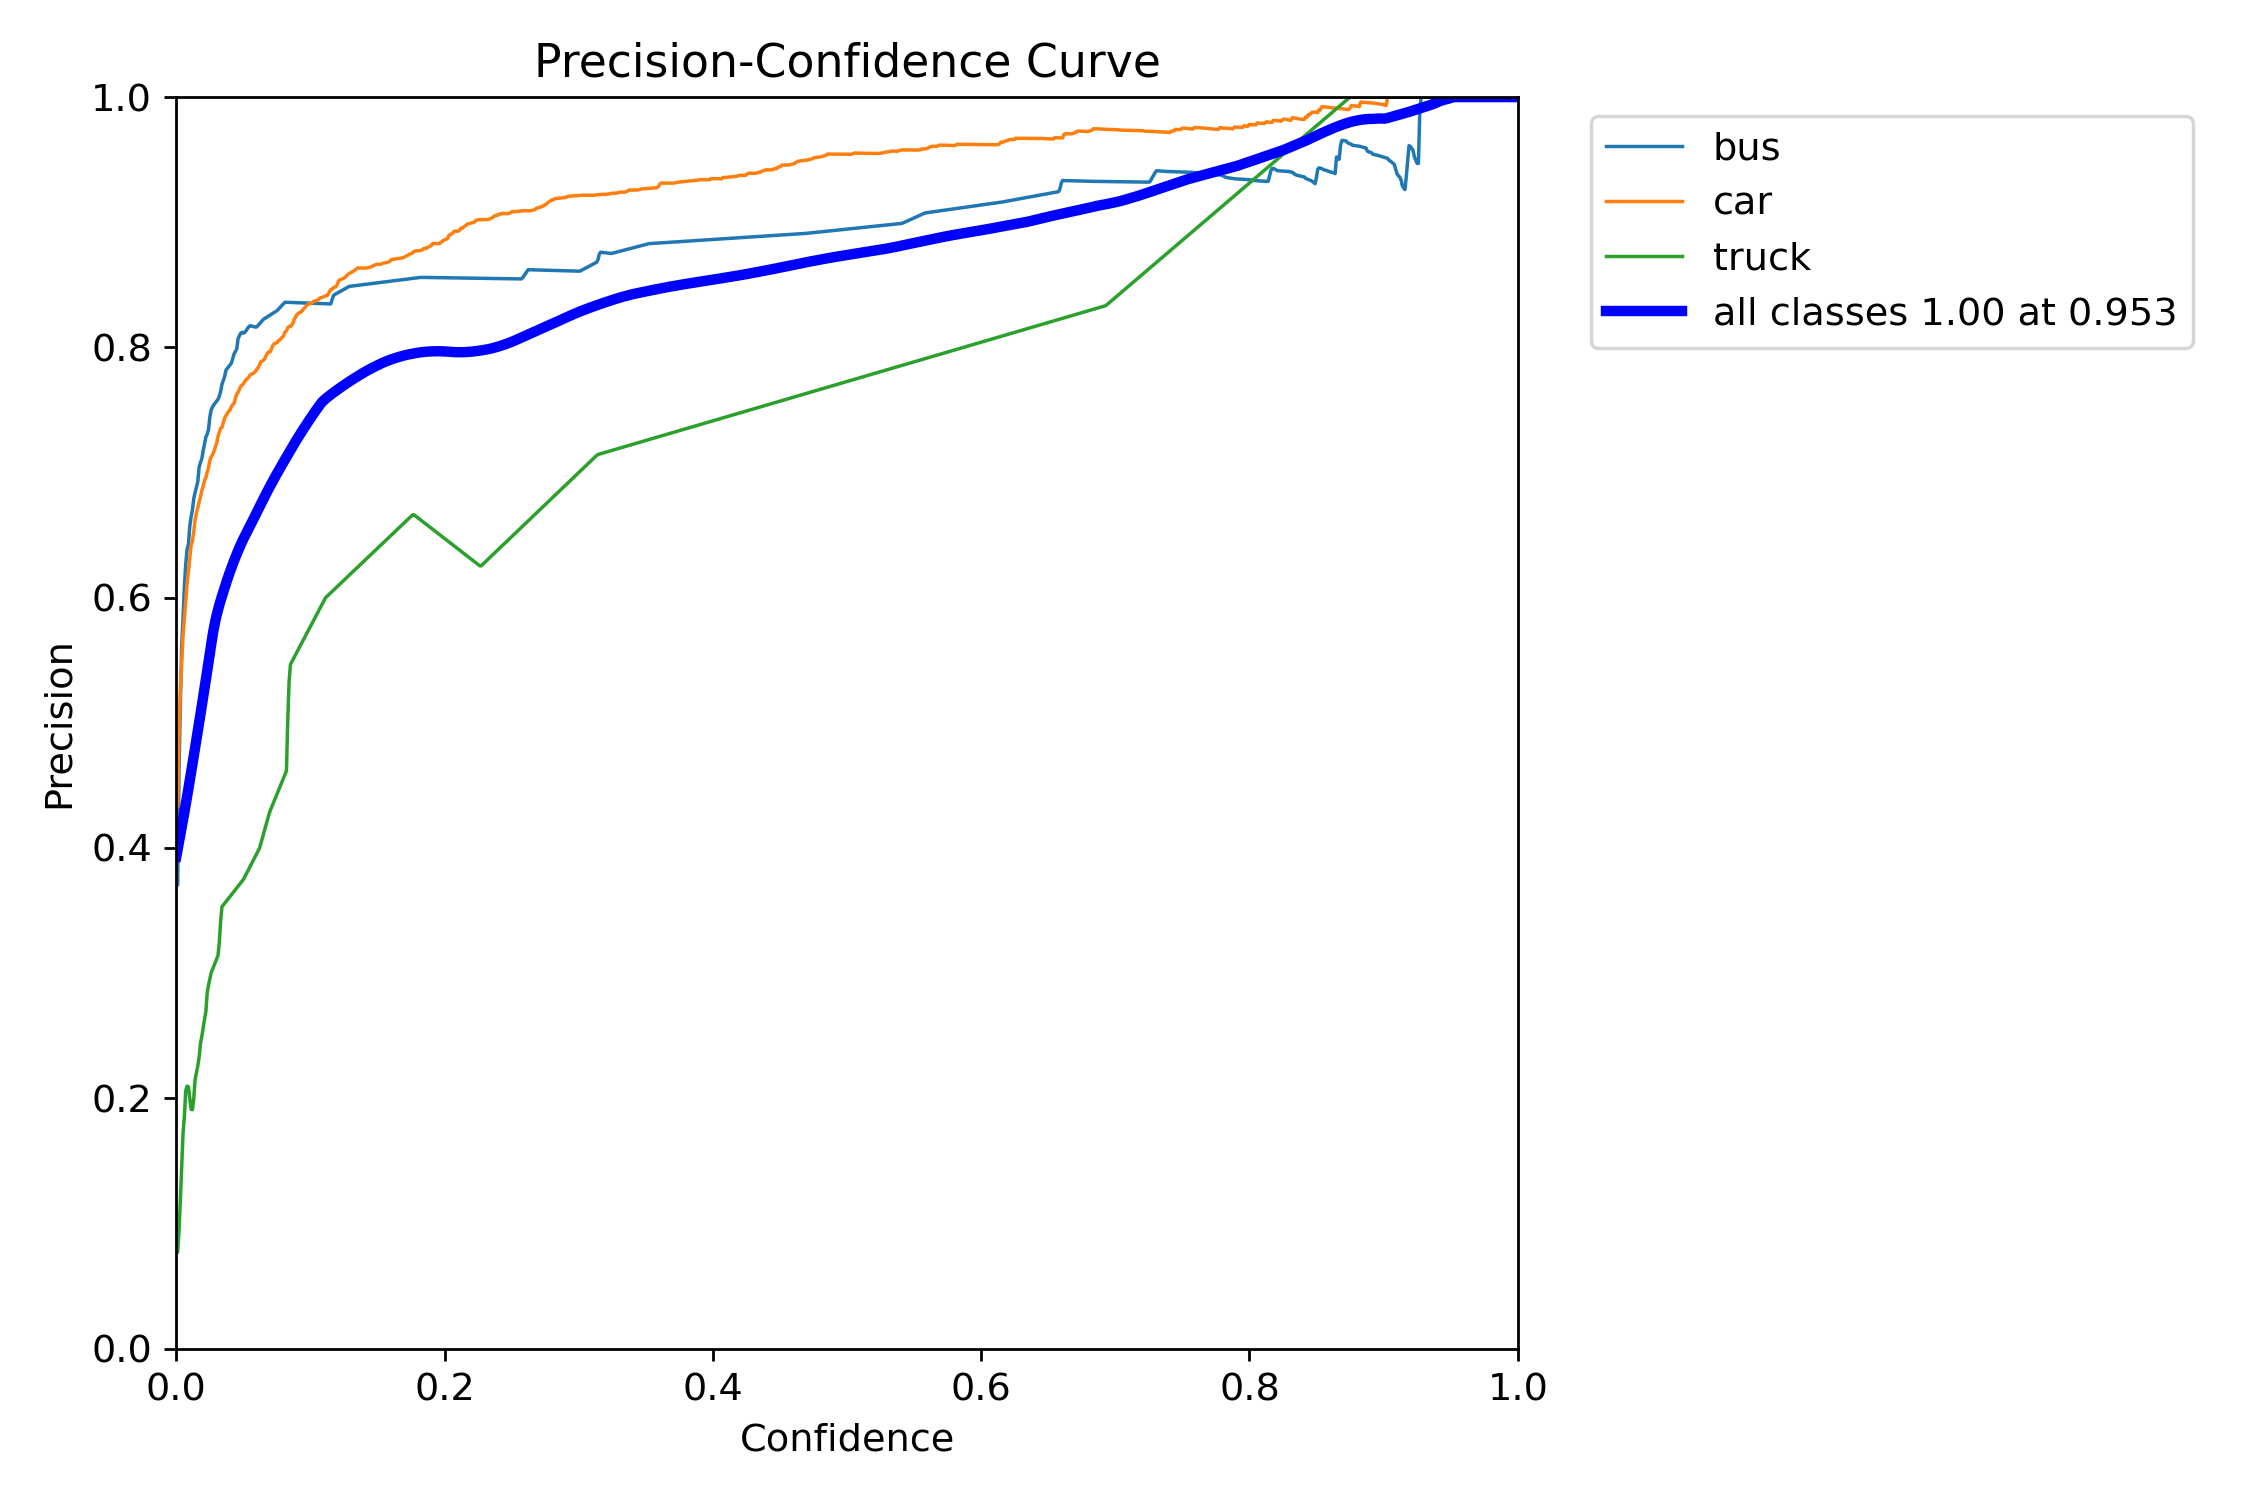 Precision-Confidence Curve
1.0
0.8
0.6
0.4
0.2
0.0
Precision
0.0 0.2 0.4 0.6 0.8 1.0
Confidence
bus
car
truck
all classes 1.00 at 0.953